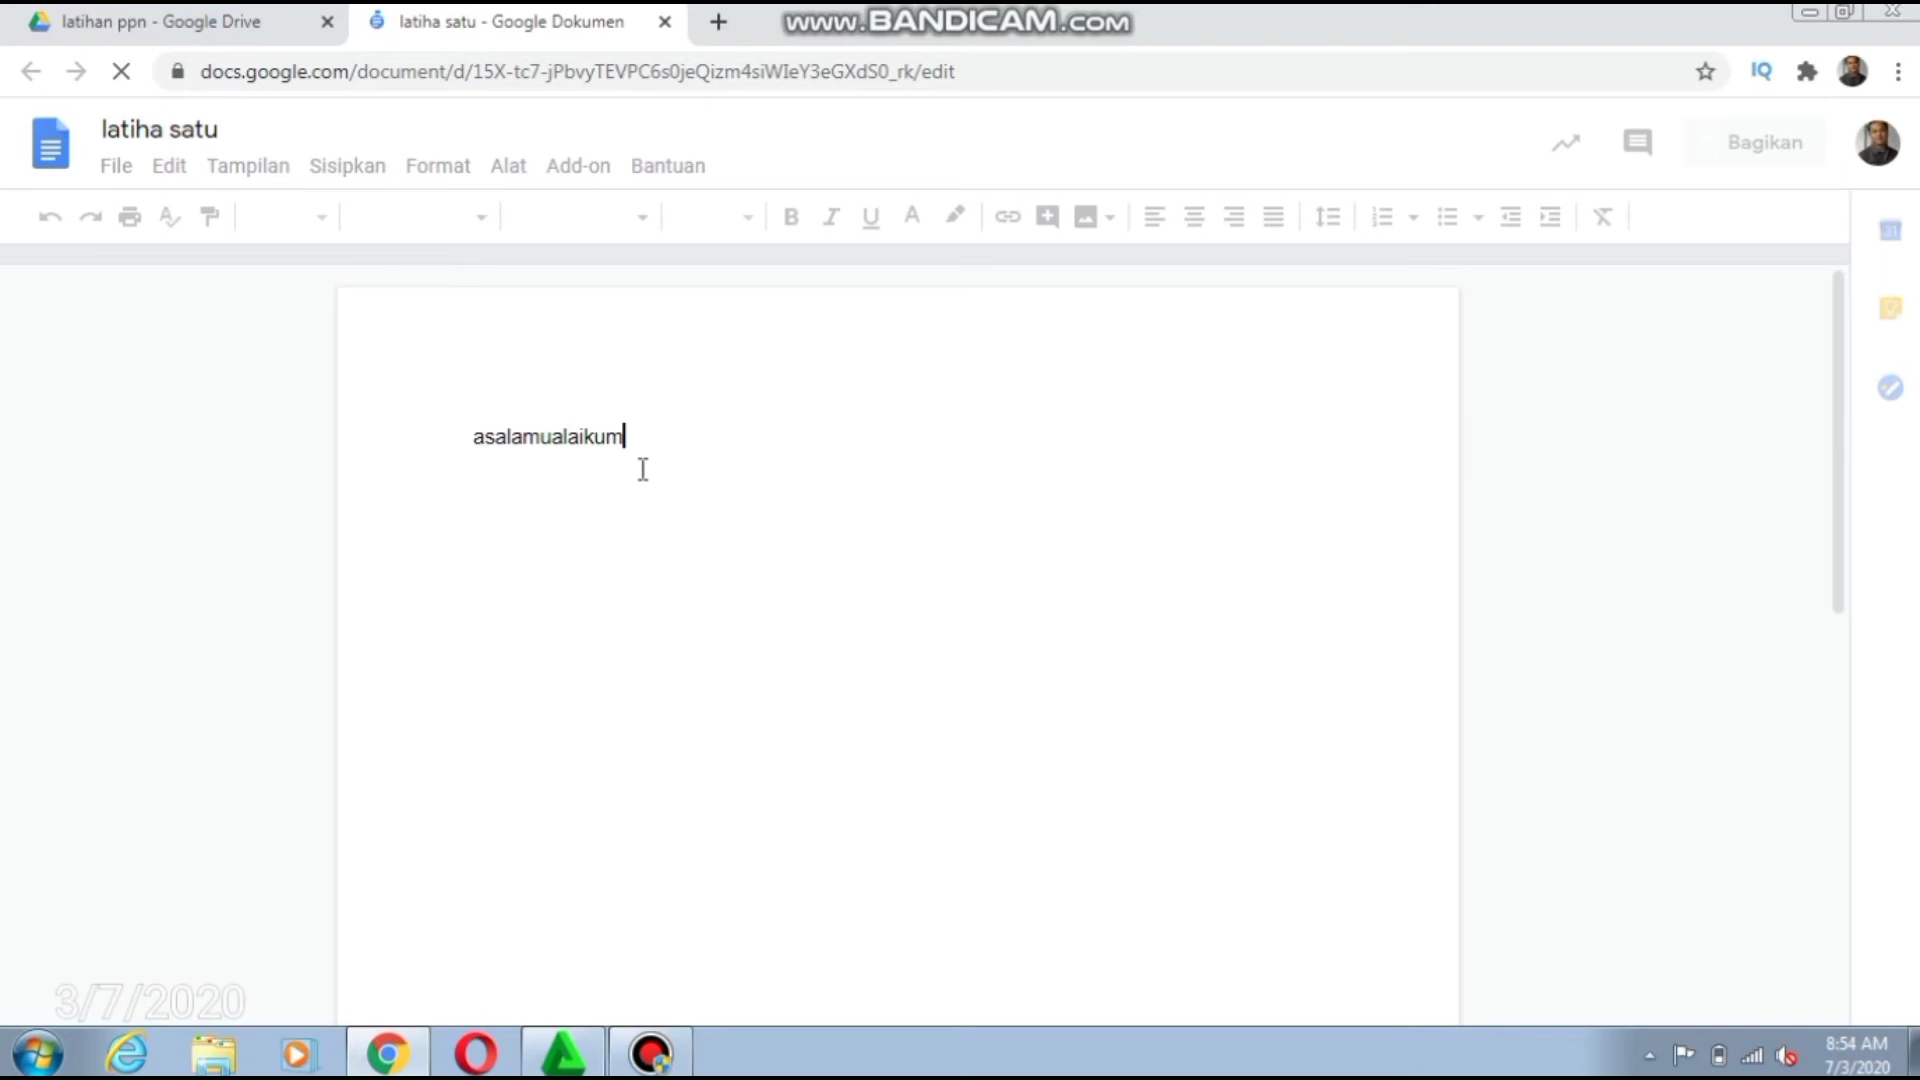 latihan ppn - Google Drive
latiha satu - Google Dokumen
www.BANDICAM.com
docs.google.com/document/d/15X-tc7-jPbvyTEVPC6s0jeQizm4siWIeY3eGXdS0_rk/edit
IQ
latiha satu
Bagikan
File Edit Tampilan Sisipkan Format Alat Add-on Bantuan
B I U A
31
asalamualaikum
3/7/2020
8:54 AM
7/3/2020